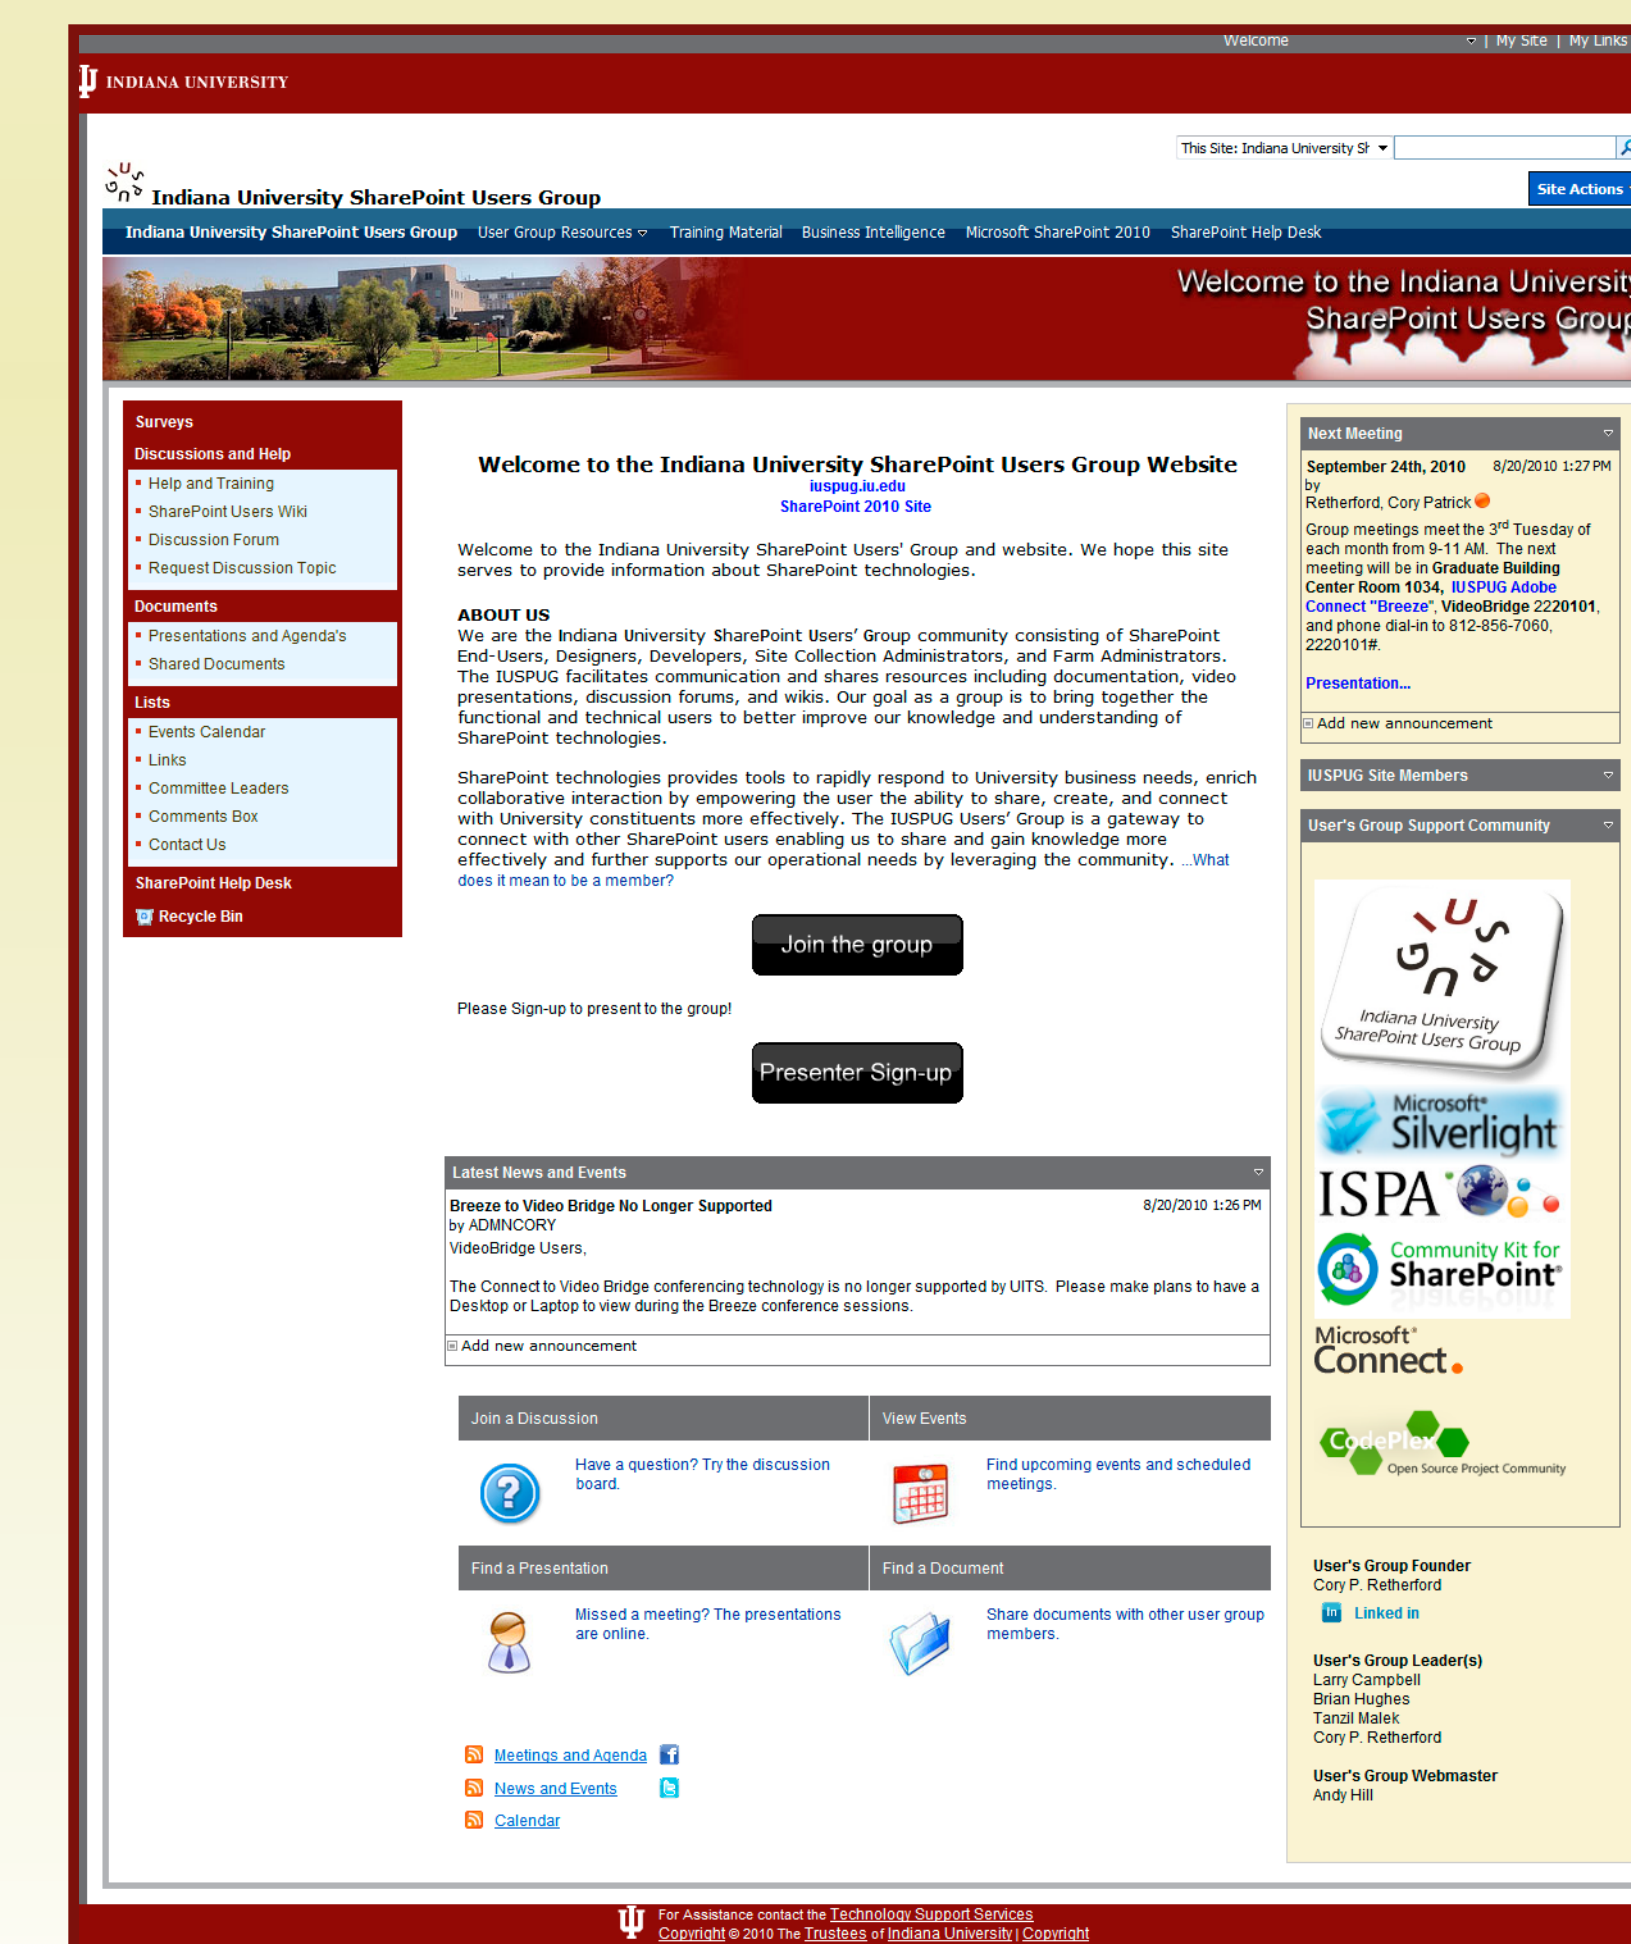 Welcome | My Site | My Links
INDIANA UNIVERSITY
This Site: Indiana University Sh
IUSPUG Indiana University SharePoint Users Group
Site Actions
Indiana University SharePoint Users Group User Group Resources Training Material Business Intelligence Microsoft SharePoint 2010 SharePoint Help Desk
Welcome to the Indiana University
SharePoint Users Group
Surveys
Discussions and Help
Help and Training
SharePoint Users Wiki
Discussion Forum
Request Discussion Topic
Documents
Presentations and Agenda's
Shared Documents
Lists
Events Calendar
Links
Committee Leaders
Comments Box
Contact Us
SharePoint Help Desk
Recycle Bin
Welcome to the Indiana University SharePoint Users Group Website
iuspug.iu.edu
SharePoint 2010 Site
Welcome to the Indiana University SharePoint Users' Group and website. We hope this site
serves to provide information about SharePoint technologies.
ABOUT US
We are the Indiana University SharePoint Users' Group community consisting of SharePoint
End-Users, Designers, Developers, Site Collection Administrators, and Farm Administrators.
The IUSPUG facilitates communication and shares resources including documentation, video
presentations, discussion forums, and wikis. Our goal as a group is to bring together the
functional and technical users to better improve our knowledge and understanding of
SharePoint technologies.
SharePoint technologies provides tools to rapidly respond to University business needs, enrich
collaborative interaction by empowering the user the ability to share, create, and connect
with University constituents more effectively. The IUSPUG Users' Group is a gateway to
connect with other SharePoint users enabling us to share and gain knowledge more
effectively and further supports our operational needs by leveraging the community. ...What
does it mean to be a member?
Join the group
Please Sign-up to present to the group!
Presenter Sign-up
Latest News and Events
Breeze to Video Bridge No Longer Supported 8/20/2010 1:26 PM
by ADMNCORY
VideoBridge Users,
The Connect to Video Bridge conferencing technology is no longer supported by UITS. Please make plans to have a
Desktop or Laptop to view during the Breeze conference sessions.
Add new announcement
Join a Discussion
Have a question? Try the discussion
board.
View Events
Find upcoming events and scheduled
meetings.
Find a Presentation
Missed a meeting? The presentations
are online.
Find a Document
Share documents with other user group
members.
Meetings and Agenda
News and Events
Calendar
Next Meeting
September 24th, 2010 8/20/2010 1:27 PM
by
Retherford, Cory Patrick
Group meetings meet the 3rd Tuesday of
each month from 9-11 AM. The next
meeting will be in Graduate Building
Center Room 1034, IUSPUG Adobe
Connect "Breeze", VideoBridge 2220101,
and phone dial-in to 812-856-7060,
2220101#.
Presentation...
Add new announcement
IUSPUG Site Members
User's Group Support Community
IUSPUG
Indiana University
SharePoint Users Group
Microsoft®
Silverlight
ISPA
Community Kit for
SharePoint®
Microsoft®
Connect
CodePlex
Open Source Project Community
User's Group Founder
Cory P. Retherford
in Linked in
User's Group Leader(s)
Larry Campbell
Brian Hughes
Tanzil Malek
Cory P. Retherford
User's Group Webmaster
Andy Hill
For Assistance contact the Technology Support Services
Copyright © 2010 The Trustees of Indiana University | Copyright